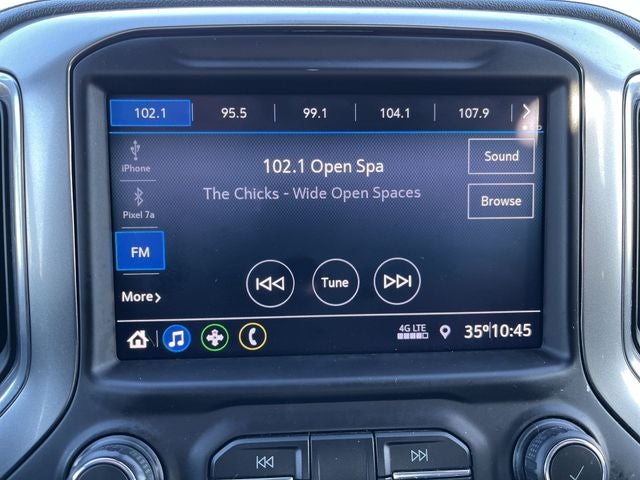 102.1 95.5 99.1 104.1 107.9
iPhone
102.1 Open Spa
Sound
The Chicks - Wide Open Spaces
Pixel 7a
Browse
FM
Tune
More
4G LTE 35° 10:45